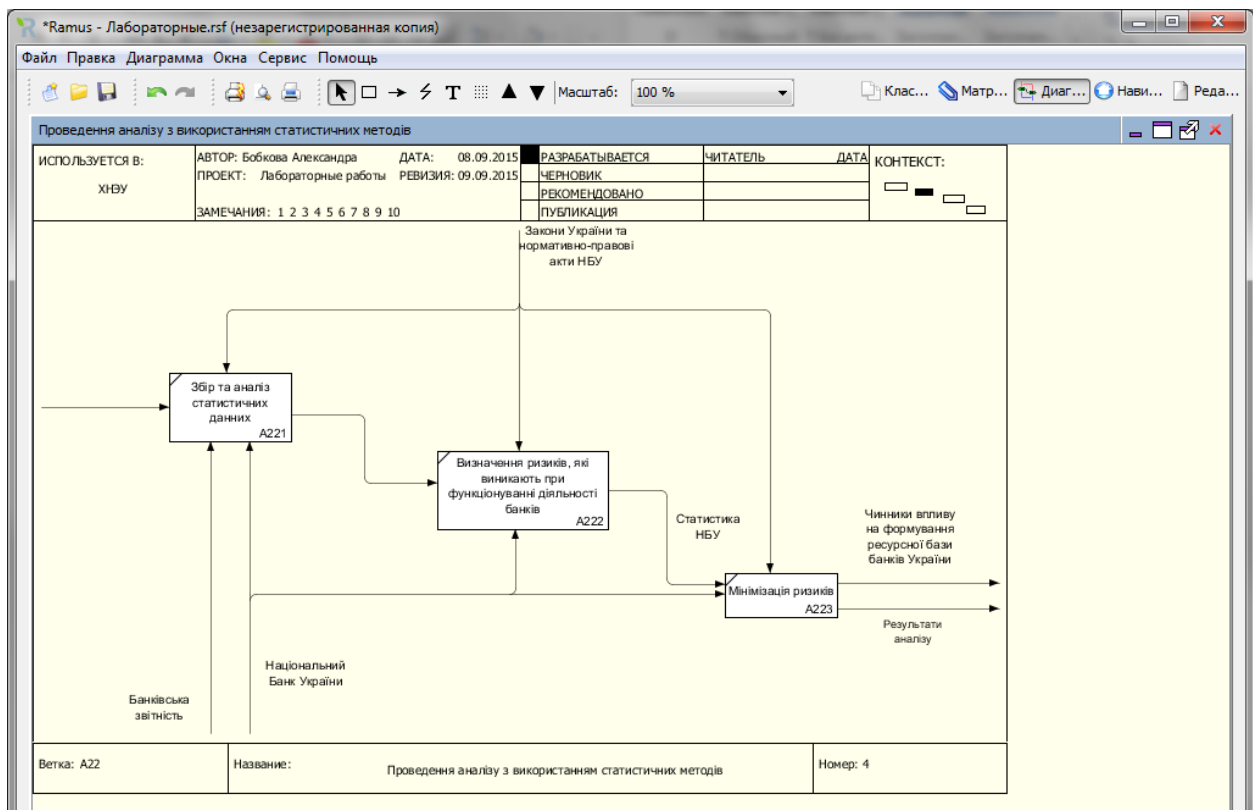 *Ramus - Лабораторные.rsf (незарегистрированная копия)
Файл Правка Диаграмма Окна Сервис Помощь
Масштаб: 100 % Клас... Матр... Диаг... Нави... Реда...
Проведення аналізу з використанням статистичних методів
ИСПОЛЬЗУЕТСЯ В:
ХНЭУ
АВТОР: Бобкова Александра ДАТА: 08.09.2015
ПРОЕКТ: Лабораторные работы РЕВИЗИЯ: 09.09.2015
ЗАМЕЧАНИЯ: 1 2 3 4 5 6 7 8 9 10
РАЗРАБАТЫВАЕТСЯ
ЧЕРНОВИК
РЕКОМЕНДОВАНО
ПУБЛИКАЦИЯ
ЧИТАТЕЛЬ ДАТА
КОНТЕКСТ:
Закони України та
нормативно-правові
акти НБУ
Збір та аналіз
статистичних
данних
A221
Визначення ризиків, які
виникають при
функціонуванні діяльності
банків
A222
Статистика
НБУ
Чинники впливу
на формування
ресурсної бази
банків України
Мінімізація ризиків
A223
Результати
аналізу
Національний
Банк України
Банківська
звітність
Ветка: A22
Название:
Проведення аналізу з використанням статистичних методів
Номер: 4